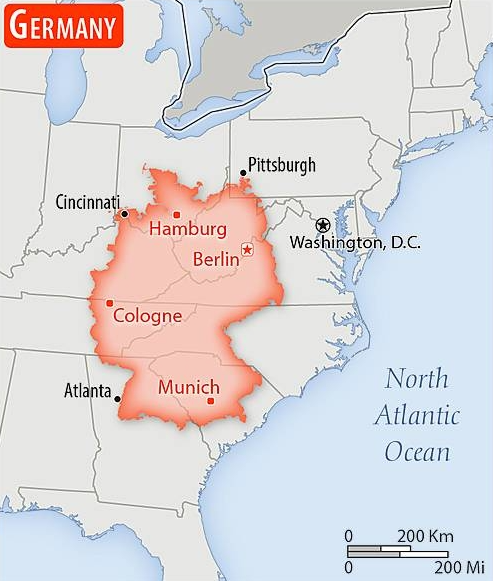 GERMANY
Pittsburgh
Cincinnati
Hamburg
Washington, D.C.
Berlin
Cologne
Atlanta
Munich
North
Atlantic
Ocean
0 200 Km
0 200 Mi